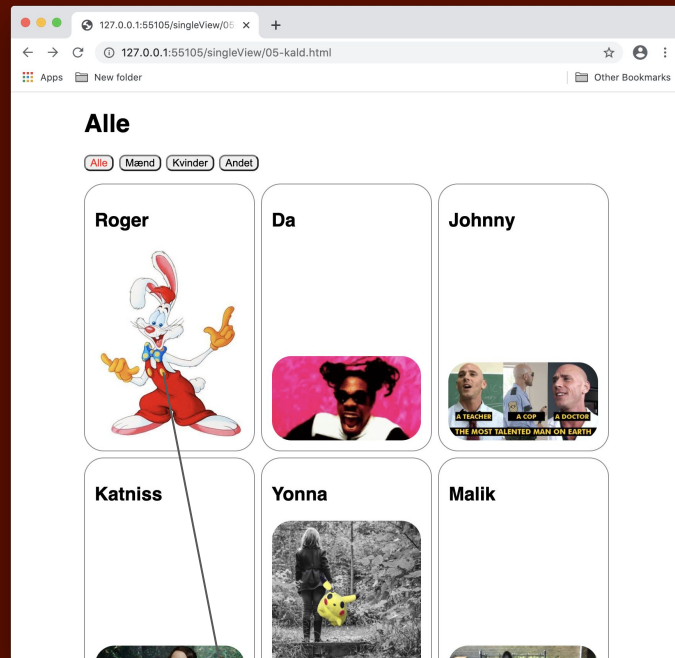 127.0.0.1:55105/singleView/05
127.0.0.1:55105/singleView/05-kald.html
Apps New folder Other Bookmarks
Alle
Alle Mænd Kvinder Andet
Roger Da Johnny
A TEACHER A COP A DOCTOR
THE MOST TALENTED MAN ON EARTH
Katniss Yonna Malik